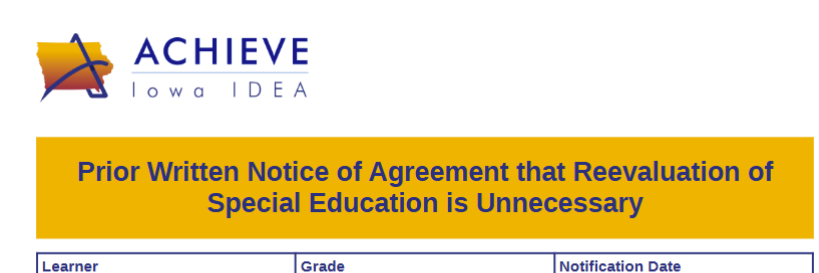 ACHIEVE
Iowa IDEA
Prior Written Notice of Agreement that Reevaluation of
Special Education is Unnecessary
Learner Grade Notification Date